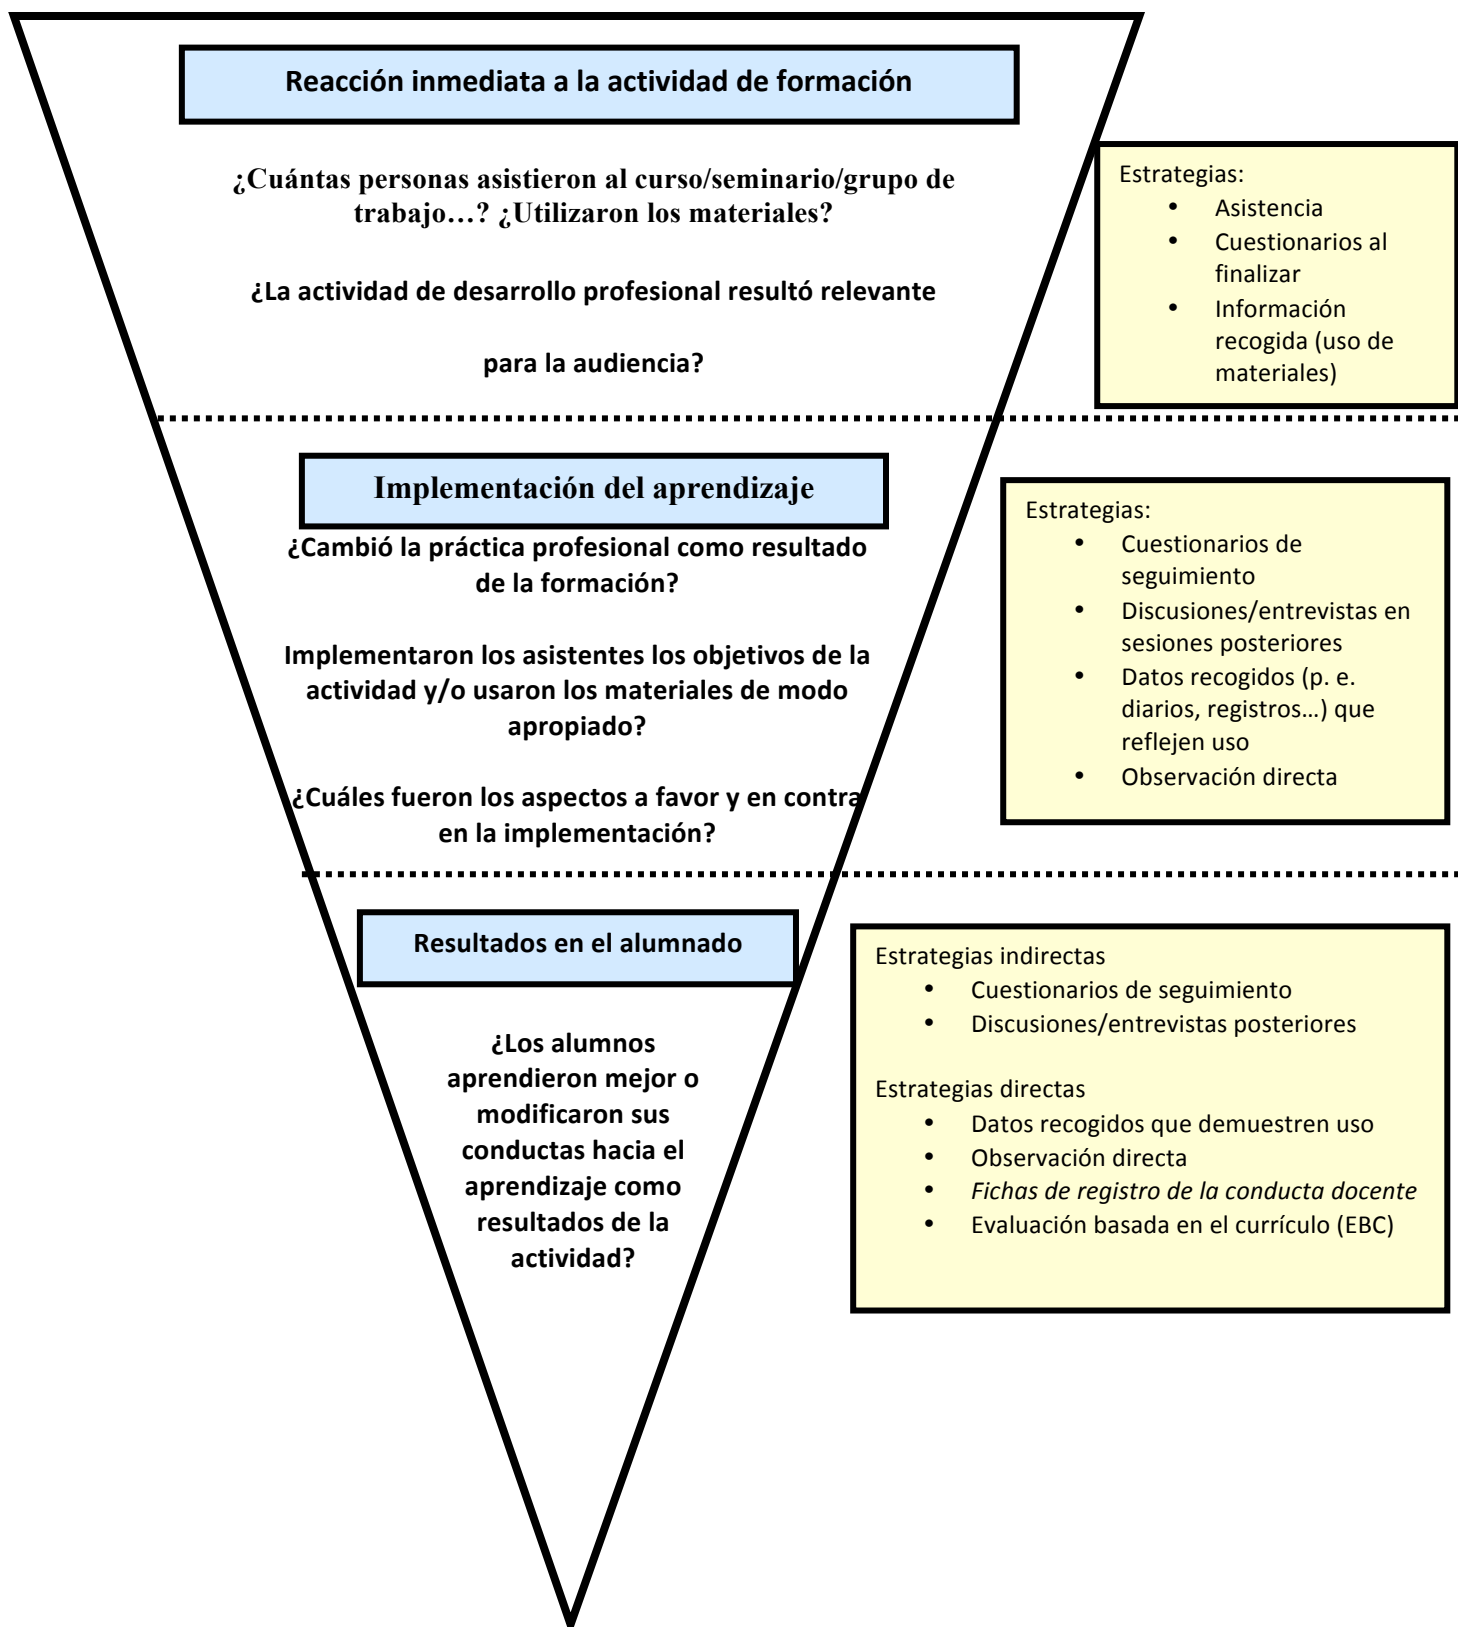 Reacción inmediata a la actividad de formación
¿Cuántas personas asistieron al curso/seminario/grupo de
trabajo…? ¿Utilizaron los materiales?
¿La actividad de desarrollo profesional resultó relevante
para la audiencia?
Estrategias:
• Asistencia
• Cuestionarios al
finalizar
• Información
recogida (uso de
materiales)
Implementación del aprendizaje
¿Cambió la práctica profesional como resultado
de la formación?
Implementaron los asistentes los objetivos de la
actividad y/o usaron los materiales de modo
apropiado?
¿Cuáles fueron los aspectos a favor y en contra
en la implementación?
Estrategias:
• Cuestionarios de
seguimiento
• Discusiones/entrevistas en
sesiones posteriores
• Datos recogidos (p. e.
diarios, registros…) que
reflejen uso
• Observación directa
Resultados en el alumnado
¿Los alumnos
aprendieron mejor o
modificaron sus
conductas hacia el
aprendizaje como
resultados de la
actividad?
Estrategias indirectas
• Cuestionarios de seguimiento
• Discusiones/entrevistas posteriores
Estrategias directas
• Datos recogidos que demuestren uso
• Observación directa
• Fichas de registro de la conducta docente
• Evaluación basada en el currículo (EBC)